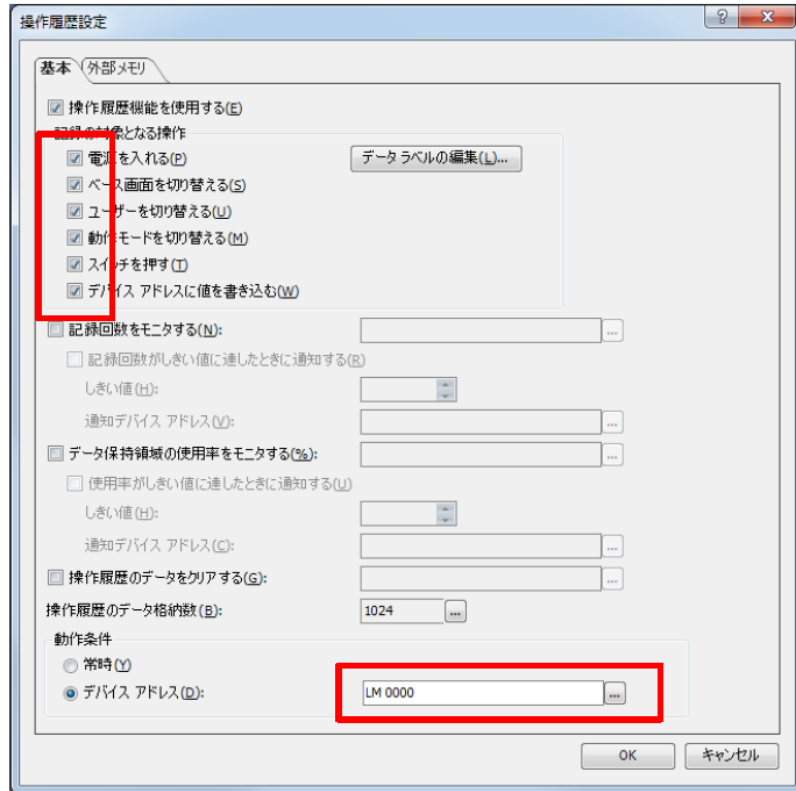 操作履歴設定
基本 外部メモリ
操作履歴機能を使用する(E)
記録の対象となる操作
電源を入れる(P) データ ラベルの編集(L)...
ベース画面を切り替える(S)
ユーザーを切り替える(U)
動作モードを切り替える(M)
スイッチを押す(T)
デバイス アドレスに値を書き込む(W)
記録回数をモニタする(N): ...
記録回数がしきい値に達したときに通知する(R)
しきい値(H):
通知デバイス アドレス(V): ...
データ保持領域の使用率をモニタする(%): ...
使用率がしきい値に達したときに通知する(U)
しきい値(H):
通知デバイス アドレス(C): ...
操作履歴のデータをクリアする(G): ...
操作履歴のデータ格納数(B): 1024 ...
動作条件
常時(Y)
デバイス アドレス(D): LM 0000 ...
OK キャンセル